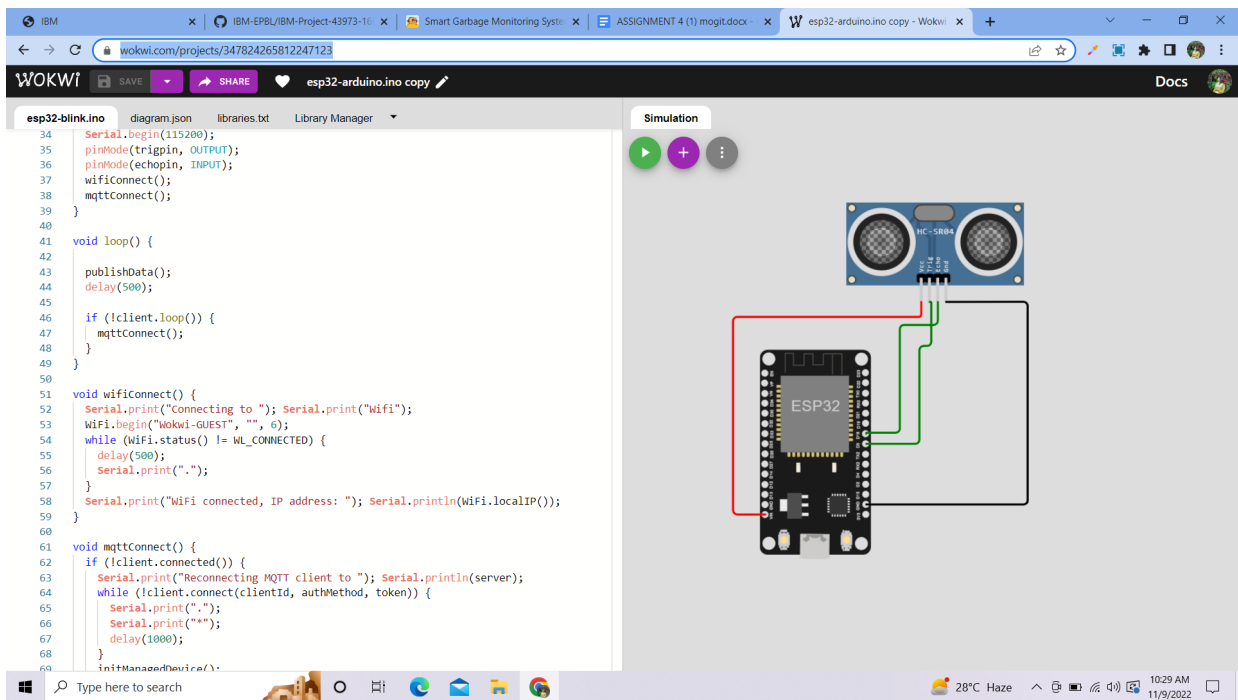 IBM
IBM-EPBL/IBM-Project-43973-16
Smart Garbage Monitoring Syste
ASSIGNMENT 4 (1) mogit.docx -
esp32-arduino.ino copy - Wokwi
wokwi.com/projects/347824265812247123
WOKWi
SAVE
SHARE
esp32-arduino.ino copy
Docs
esp32-blink.ino diagram.json libraries.txt Library Manager
Simulation
34 Serial.begin(115200);
35 pinMode(trigpin, OUTPUT);
36 pinMode(echopin, INPUT);
37 wifiConnect();
38 mqttConnect();
39 }
40
41 void loop() {
42
43 publishData();
44 delay(500);
45
46 if (!client.loop()) {
47 mqttConnect();
48 }
49 }
50
51 void wifiConnect() {
52 Serial.print("Connecting to "); Serial.print("Wifi");
53 WiFi.begin("Wokwi-GUEST", "", 6);
54 while (WiFi.status() != WL_CONNECTED) {
55 delay(500);
56 Serial.print(".");
57 }
58 Serial.print("WiFi connected, IP address: "); Serial.println(WiFi.localIP());
59 }
60
61 void mqttConnect() {
62 if (!client.connected()) {
63 Serial.print("Reconnecting MQTT client to "); Serial.println(server);
64 while (!client.connect(clientId, authMethod, token)) {
65 Serial.print(".");
66 Serial.print("*");
67 delay(1000);
68 }
69 initManagedDevice();
HC-SR04
Vcc
Trig
Echo
Gnd
ESP32
Type here to search
28°C Haze
10:29 AM
11/9/2022